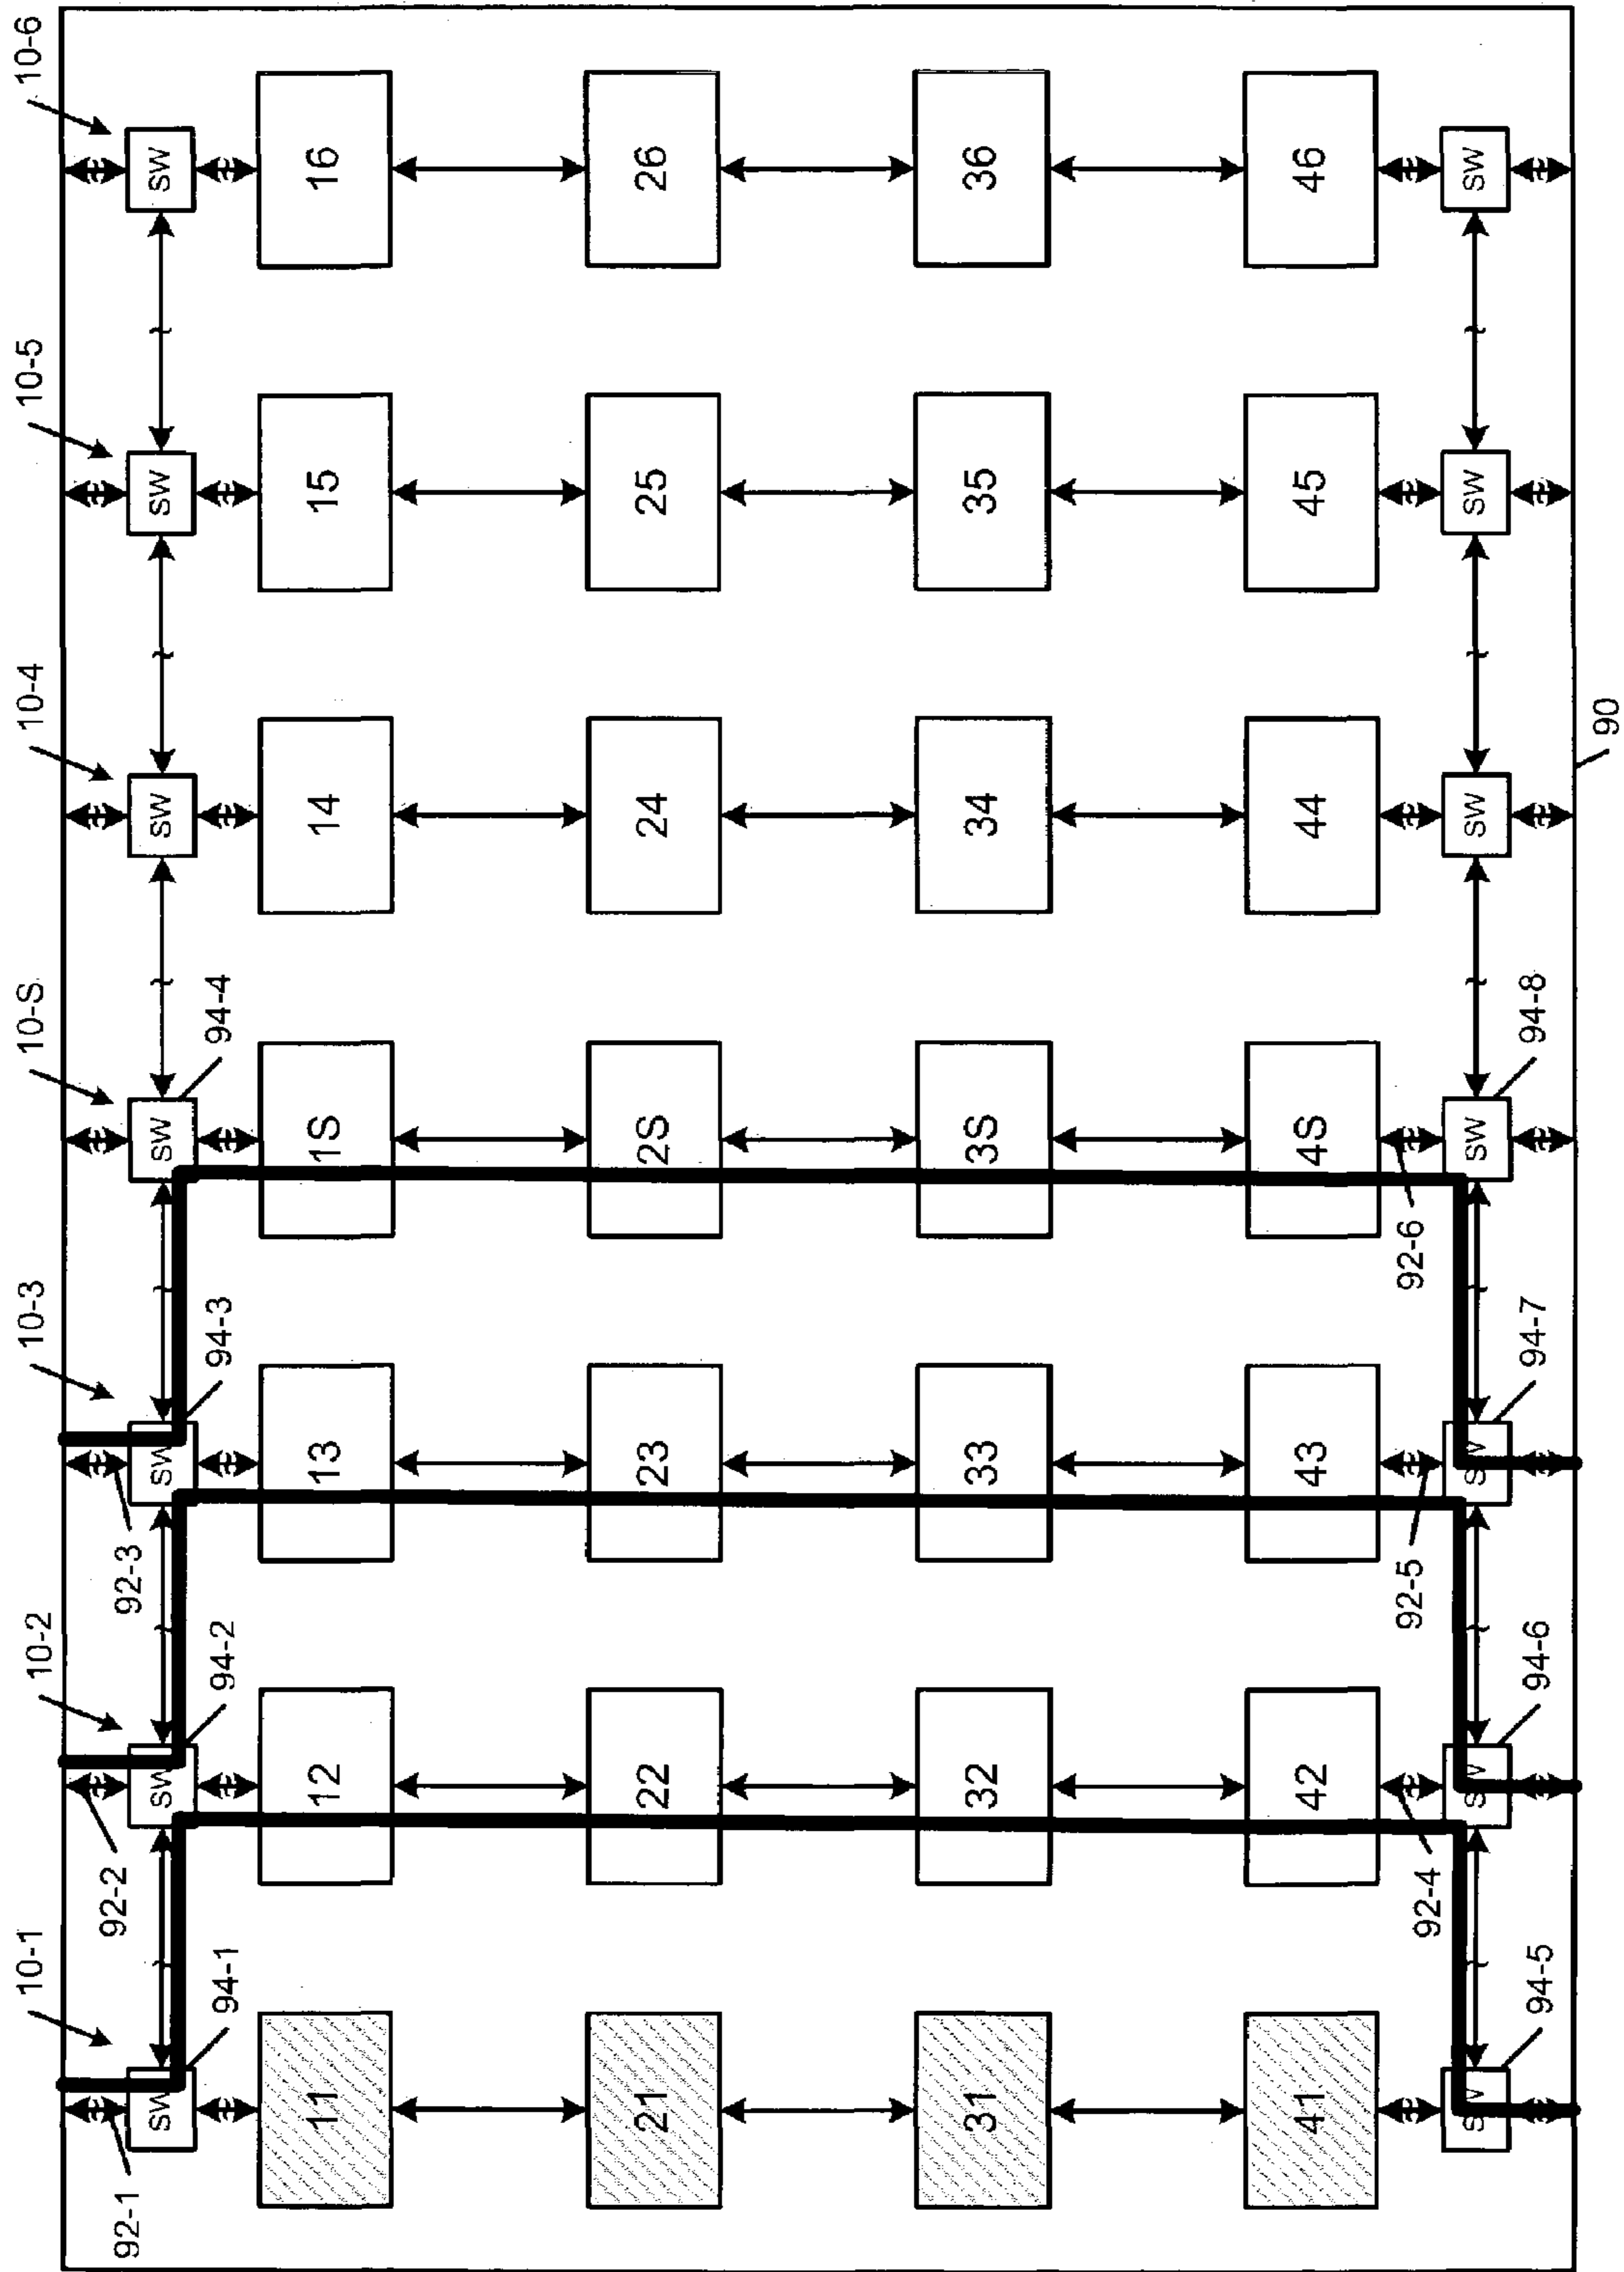 10-1 10-2 10-3 10-S 10-4 10-5 10-6
92-1 92-2 92-3
SW SW SW SW SW SW SW
94-1 94-2 94-3 94-4
11 12 13 1S 14 15 16
21 22 23 2S 24 25 26
31 32 33 3S 34 35 36
41 42 43 4S 44 45 46
92-4 92-5 92-6
SW SW SW SW SW SW SW
94-5 94-6 94-7 94-8
90